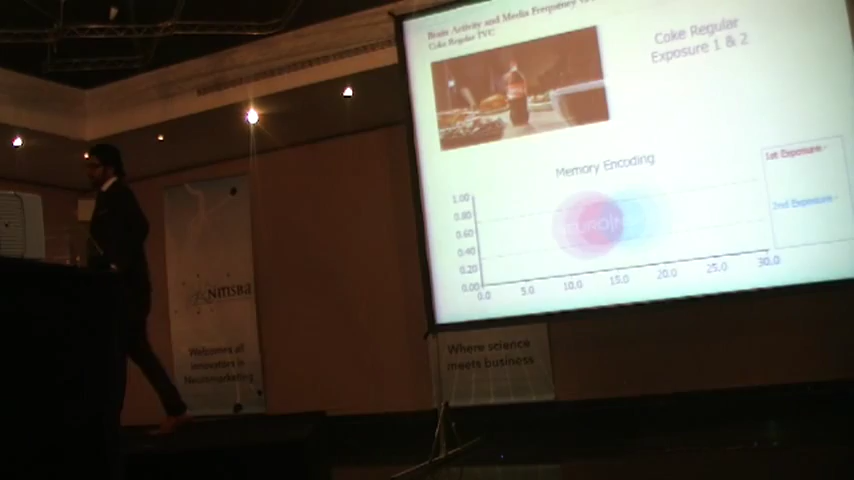 Brain Activity and Media Frequency
Coke Regular TVC
Coke Regular
Exposure 1 & 2
Memory Encoding
1st Exposure -
2nd Exposure -
1.00
0.80
0.60
0.40
0.20
0.00
0.0 5.0 10.0 15.0 20.0 25.0 30.0
NMSBA
Welcomes all
innovators in
Neuromarketing
Where science
meets business